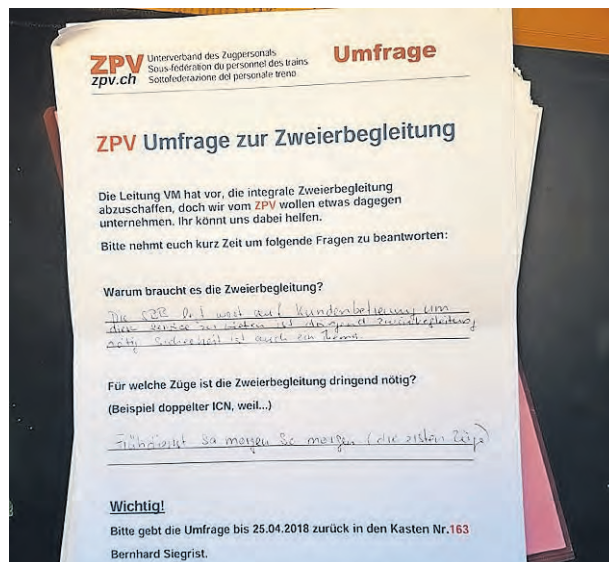 ZPV Unterverband des Zugpersonals
Sous-fédération du personnel des trains
zpv.ch Sottofederazione del personale treno
Umfrage
ZPV Umfrage zur Zweierbegleitung
Die Leitung VM hat vor, die integrale Zweierbegleitung
abzuschaffen, doch wir vom ZPV wollen etwas dagegen
unternehmen. Ihr könnt uns dabei helfen.
Bitte nehmt euch kurz Zeit um folgende Fragen zu beantworten:
Warum braucht es die Zweierbegleitung?
Die SBB wert auf Kundenbetreuung um
diesen service zu bieten ist dringend Zweierbegleitung
nötig Sicherheit ist auch ein Thema.
Für welche Züge ist die Zweierbegleitung dringend nötig?
(Beispiel doppelter ICN, weil...)
Frühdienst Sa morgen So morgen (die ersten Züge)
Wichtig!
Bitte gebt die Umfrage bis 25.04.2018 zurück in den Kasten Nr.163
Bernhard Siegrist.